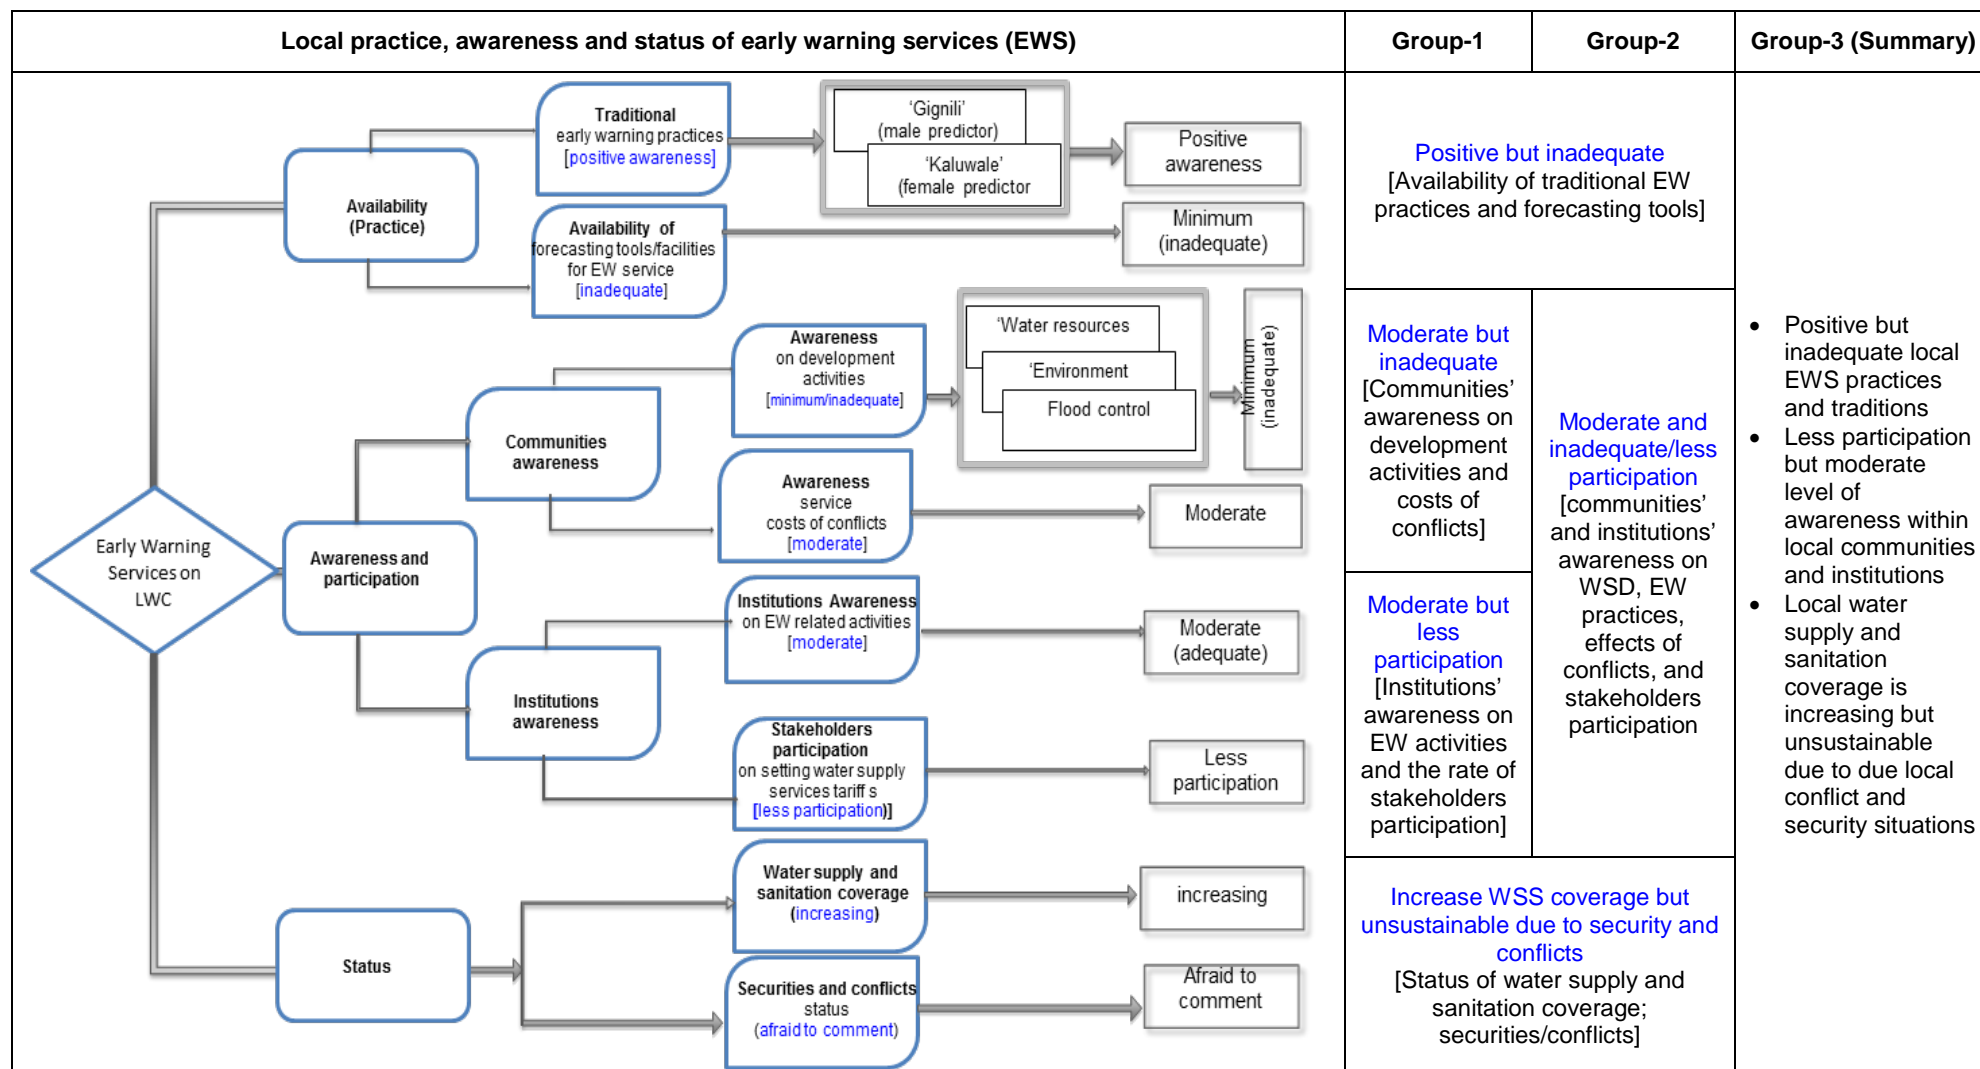 Local practice, awareness and status of early warning services (EWS)
Group-1
Group-2
Group-3 (Summary)
Early Warning
Services on
LWC
Availability
(Practice)
Traditional
early warning practices
[positive awareness]
'Gignili'
(male predictor)
'Kaluwale'
(female predictor
Positive
awareness
Availability of
forecasting tools/facilities
for EW service
[inadequate]
Minimum
(inadequate)
Awareness and
participation
Communities
awareness
Awareness
on development
activities
[minimum/inadequate]
'Water resources
'Environment
Flood control
Minimum
(inadequate)
Awareness
service
costs of conflicts
[moderate]
Moderate
Institutions
awareness
Institutions Awareness
on EW related activities
[moderate]
Moderate
(adequate)
Stakeholders
participation
on setting water supply
services tariff s
[less participation)]
Less
participation
Status
Water supply and
sanitation coverage
(increasing)
increasing
Securities and conflicts
status
(afraid to comment)
Afraid to
comment
Positive but inadequate
[Availability of traditional EW
practices and forecasting tools]
Moderate but
inadequate
[Communities’
awareness on
development
activities and
costs of
conflicts]
Moderate but
less
participation
[Institutions’
awareness on
EW activities
and the rate of
stakeholders
participation]
Moderate and
inadequate/less
participation
[communities’
and institutions’
awareness on
WSD, EW
practices,
effects of
conflicts, and
stakeholders
participation
Increase WSS coverage but
unsustainable due to security and
conflicts
[Status of water supply and
sanitation coverage;
securities/conflicts]
• Positive but
inadequate local
EWS practices
and traditions
• Less participation
but moderate
level of
awareness within
local communities
and institutions
• Local water
supply and
sanitation
coverage is
increasing but
unsustainable
due to due local
conflict and
security situations